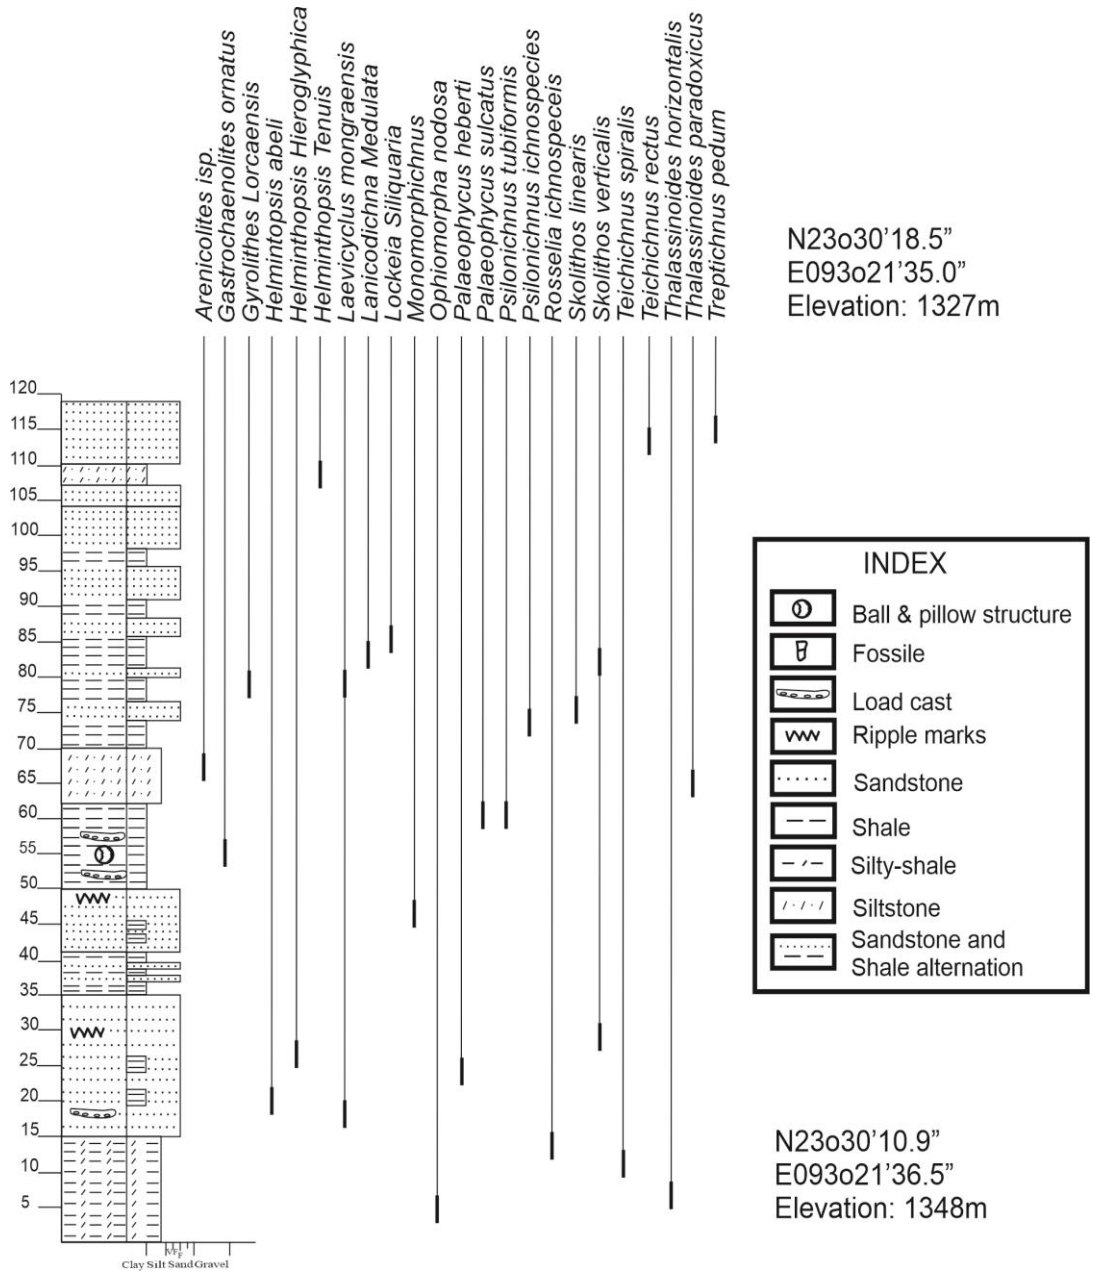 Arenicolites isp.
Gastrochaenolites ornatus
Gyrolithes Lorcaensis
Helmintopsis abeli
Helminthopsis Hieroglyphica
Helminthopsis Tenuis
Laevicyclus mongraensis
Lanicodichna Medulata
Lockeia Siliquaria
Monomorphichnus
Ophiomorpha nodosa
Palaeophycus heberti
Palaeophycus sulcatus
Psilonichnus tubiformis
Psilonichnus ichnospecies
Rosselia ichnospeceis
Skolithos linearis
Skolithos verticalis
Teichichnus spiralis
Teichichnus rectus
Thalassinoides horizontalis
Thalassinoides paradoxicus
Treptichnus pedum
N23o30'18.5”
E093o21'35.0”
Elevation: 1327m
120
115
110
105
100
95
90
85
80
75
70
65
60
55
50
45
40
35
30
25
20
15
10
5
INDEX
Ball & pillow structure
Fossile
Load cast
Ripple marks
Sandstone
Shale
Silty-shale
Siltstone
Sandstone and
Shale alternation
N23o30'10.9”
E093o21'36.5”
Elevation: 1348m
Clay Silt Sand Gravel